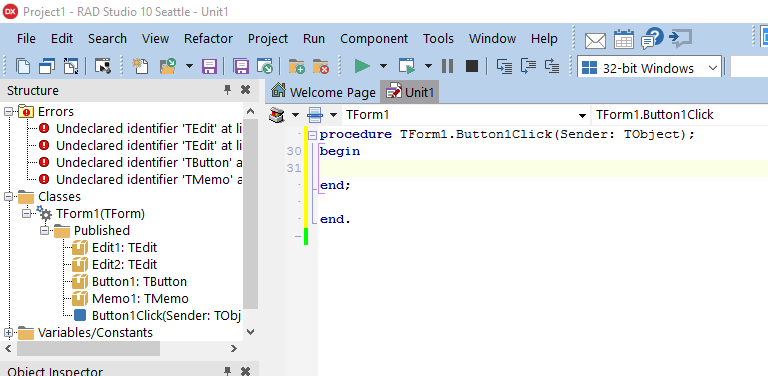 DX Project1 - RAD Studio 10 Seattle - Unit1
File Edit Search View Refactor Project Run Component Tools Window Help
32-bit Windows
Structure
Welcome Page Unit1
Errors
Undeclared identifier 'TEdit' at li
Undeclared identifier 'TEdit' at li
Undeclared identifier 'TButton' a
Undeclared identifier 'TMemo' a
Classes
TForm1(TForm)
Published
Edit1: TEdit
Edit2: TEdit
Button1: TButton
Memo1: TMemo
Button1Click(Sender: TObj
Variables/Constants
Object Inspector
TForm1 TForm1.Button1Click
procedure TForm1.Button1Click(Sender: TObject);
30 begin
31
end;
end.